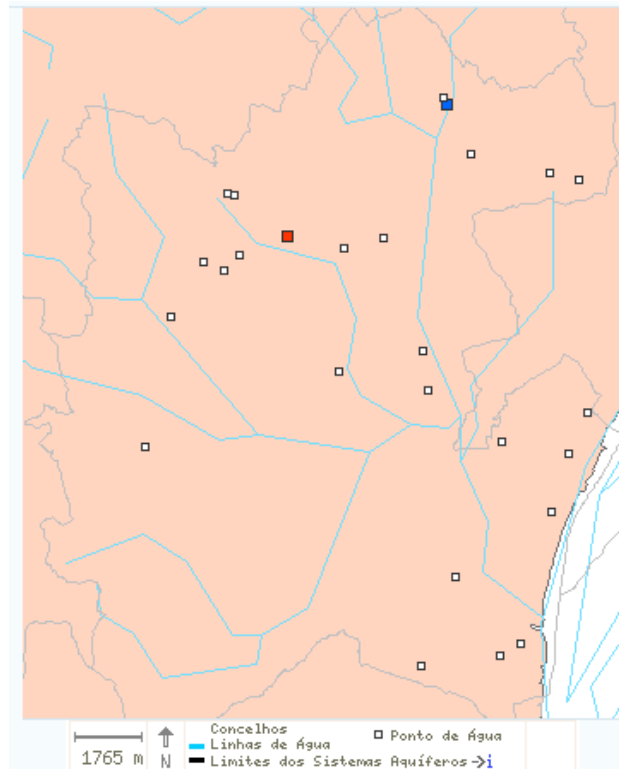 Concelhos
Ponto de Água
Linhas de Água
1765 m
N
Limites dos Sistemas Aquíferos →i